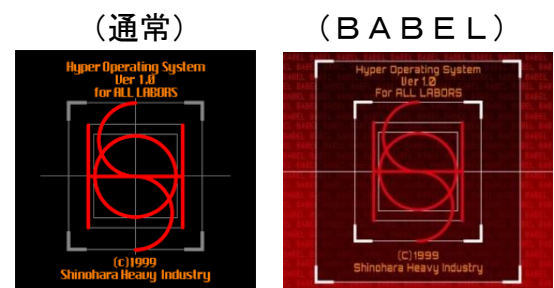 （通常）
（ＢＡＢＥＬ）
Hyper Operating System
Ver 1.0
for ALL LABORS
(c)1999
Shinohara Heavy Industry
Hyper Operating System
Ver 1.0
For ALL LABORS
(C)1999
Shinohara Heavy Industry